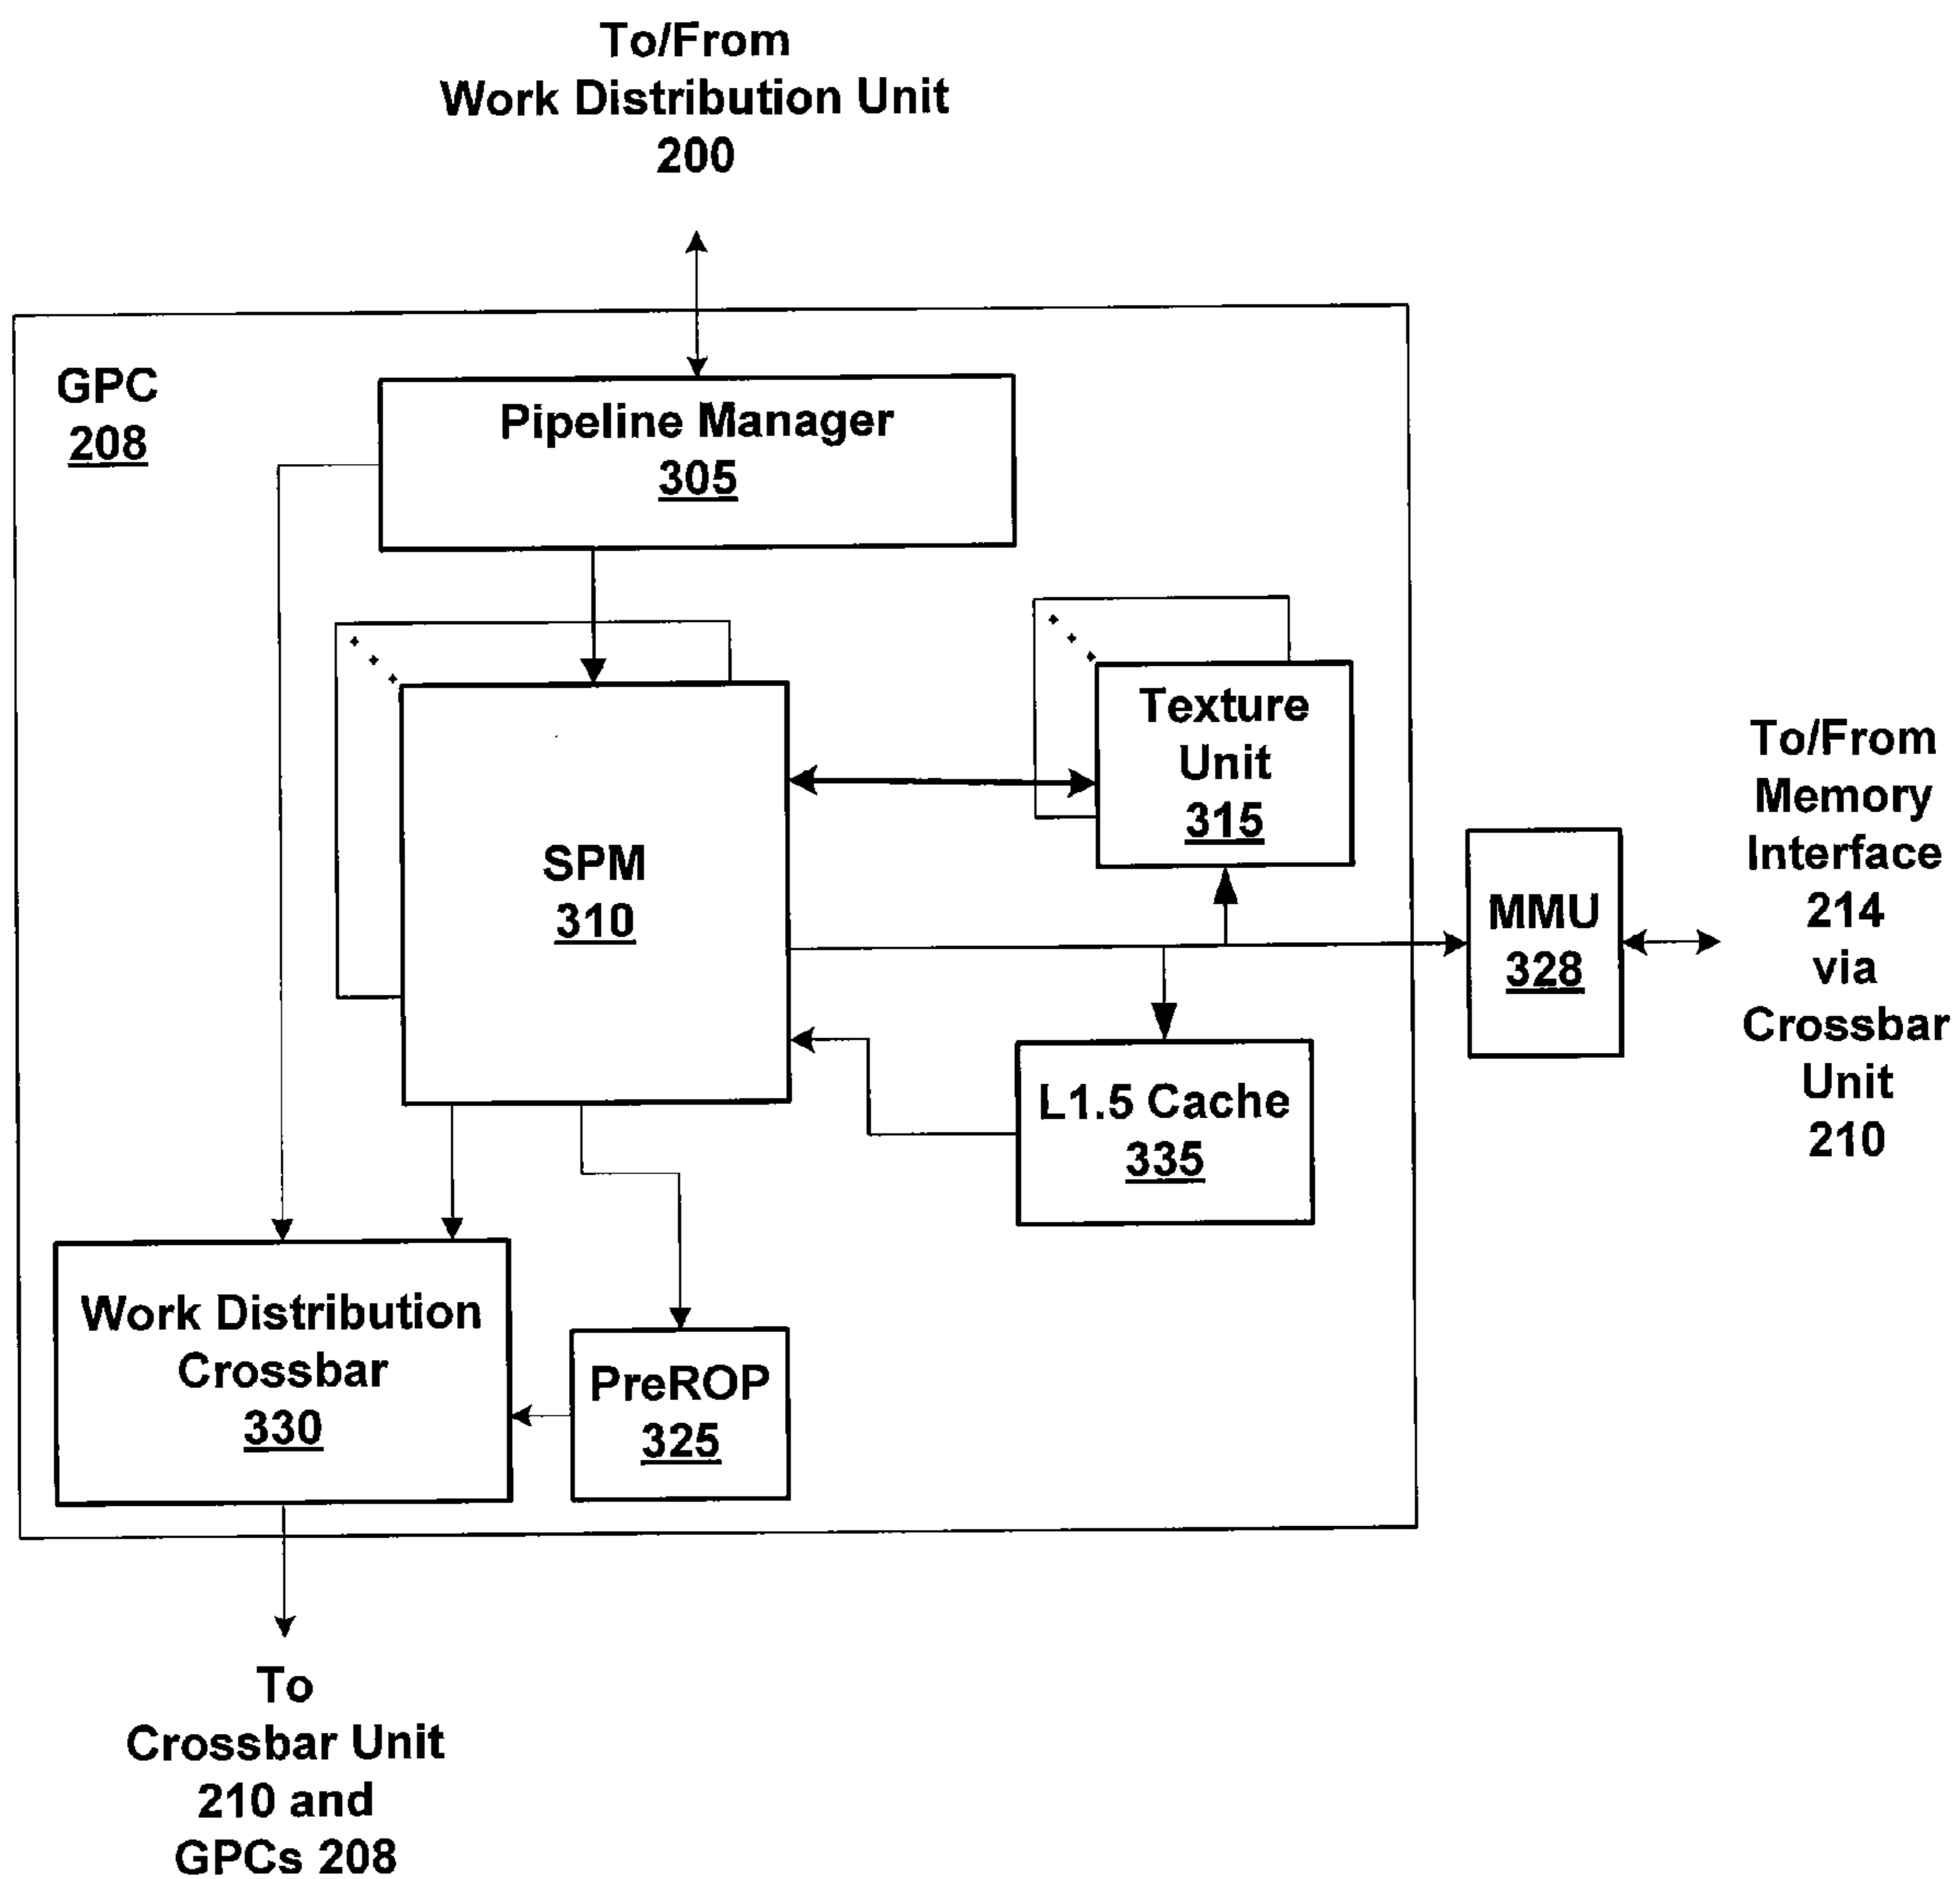 To/From
Work Distribution Unit
200
GPC
208
Pipeline Manager
305
Texture
Unit
315
SPM
310
To/From
Memory
Interface
214
via
Crossbar
Unit
210
MMU
328
L1.5 Cache
335
Work Distribution
Crossbar
330
PreROP
325
To
Crossbar Unit
210 and
GPCs 208